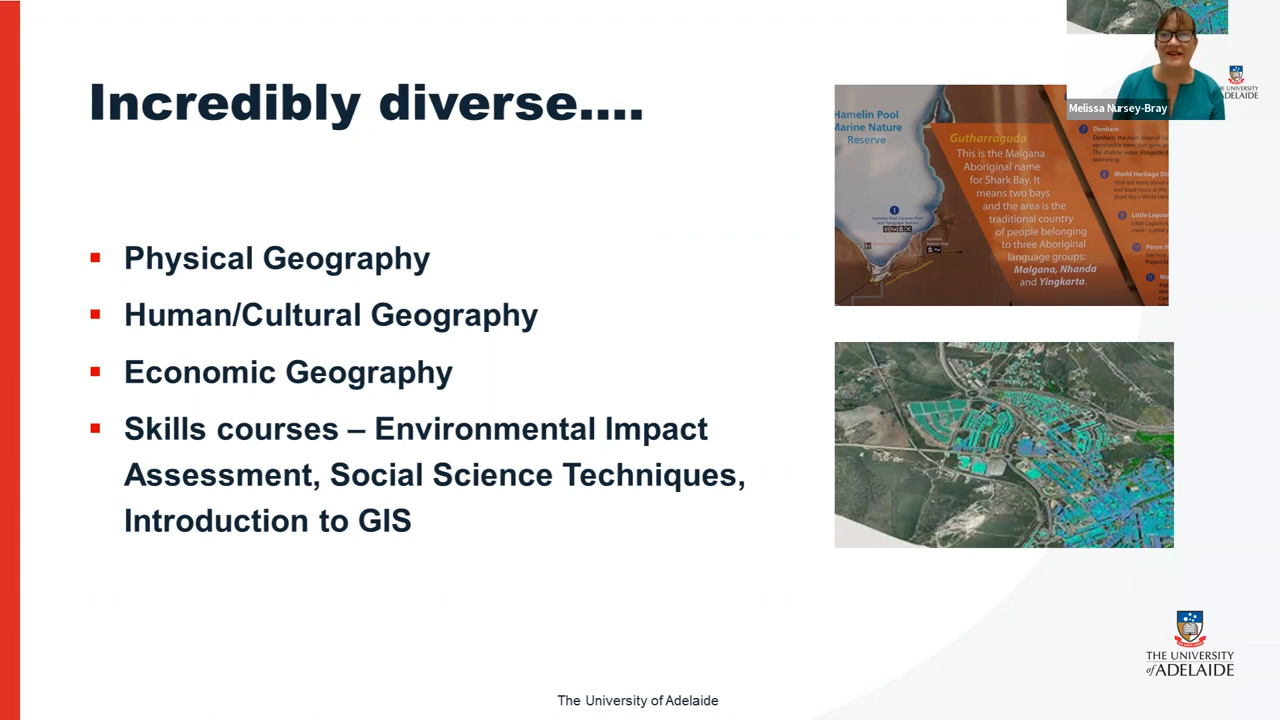 Incredibly diverse....
Physical Geography
Human/Cultural Geography
Economic Geography
Skills courses – Environmental Impact
Assessment, Social Science Techniques,
Introduction to GIS
Melissa Nursey-Bray
ADELAIDE
Hamelin Pool
Marine Nature
Reserve
Gutharraguda
This is the Malgana
Aboriginal name
for Shark Bay. It
means two bays
and the area is the
traditional country
of people belonging
to three Aboriginal
language groups:
Malgana, Nhanda
and Yingkarta.
Denham
World Heritage
Little Lagoon
Peron
THE UNIVERSITY
of ADELAIDE
The University of Adelaide